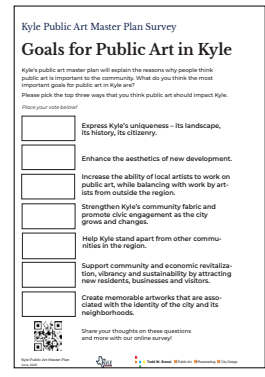 Kyle Public Art Master Plan Survey
Goals for Public Art in Kyle
Kyle's public art master plan will explain the reasons why people think
public art is important to the community. What do you think the most
important goals for public art in Kyle are?
Please pick the top three ways that you think public art should impact Kyle.
Place your vote below!
Express Kyle's uniqueness – its landscape,
its history, its citizenry.
Enhance the aesthetics of new development.
Increase the ability of local artists to work on
public art, while balancing with work by art-
ists from outside the region.
Strengthen Kyle's community fabric and
promote civic engagement as the city
grows and changes.
Help Kyle stand apart from other commu-
nities in the region.
Support community and economic revitaliza-
tion, vibrancy and sustainability by attracting
new residents, businesses and visitors.
Create memorable artworks that are asso-
ciated with the identity of the city and its
neighborhoods.
Share your thoughts on these questions
and more with our online survey!
Kyle Public Art Master Plan
Todd W. Bressi Public Art Placemaking City Design